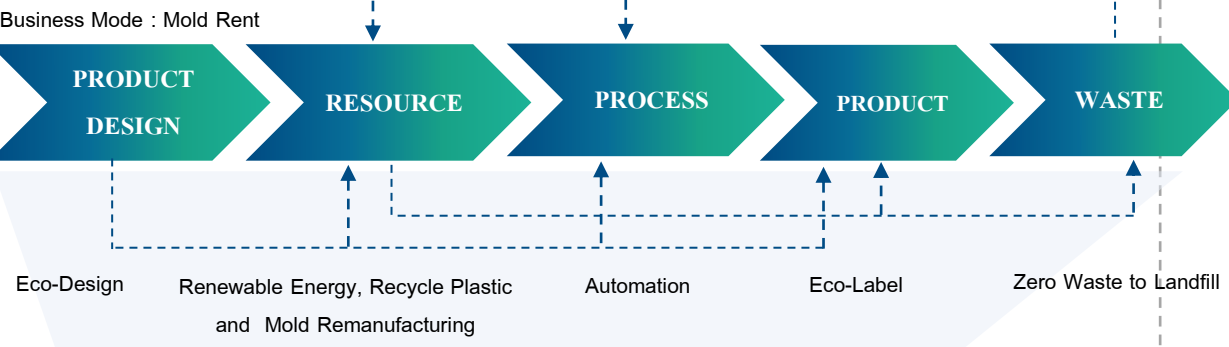 Business Mode : Mold Rent
PRODUCT
DESIGN
RESOURCE
PROCESS
PRODUCT
WASTE
Eco-Design
Renewable Energy, Recycle Plastic
and Mold Remanufacturing
Automation
Eco-Label
Zero Waste to Landfill